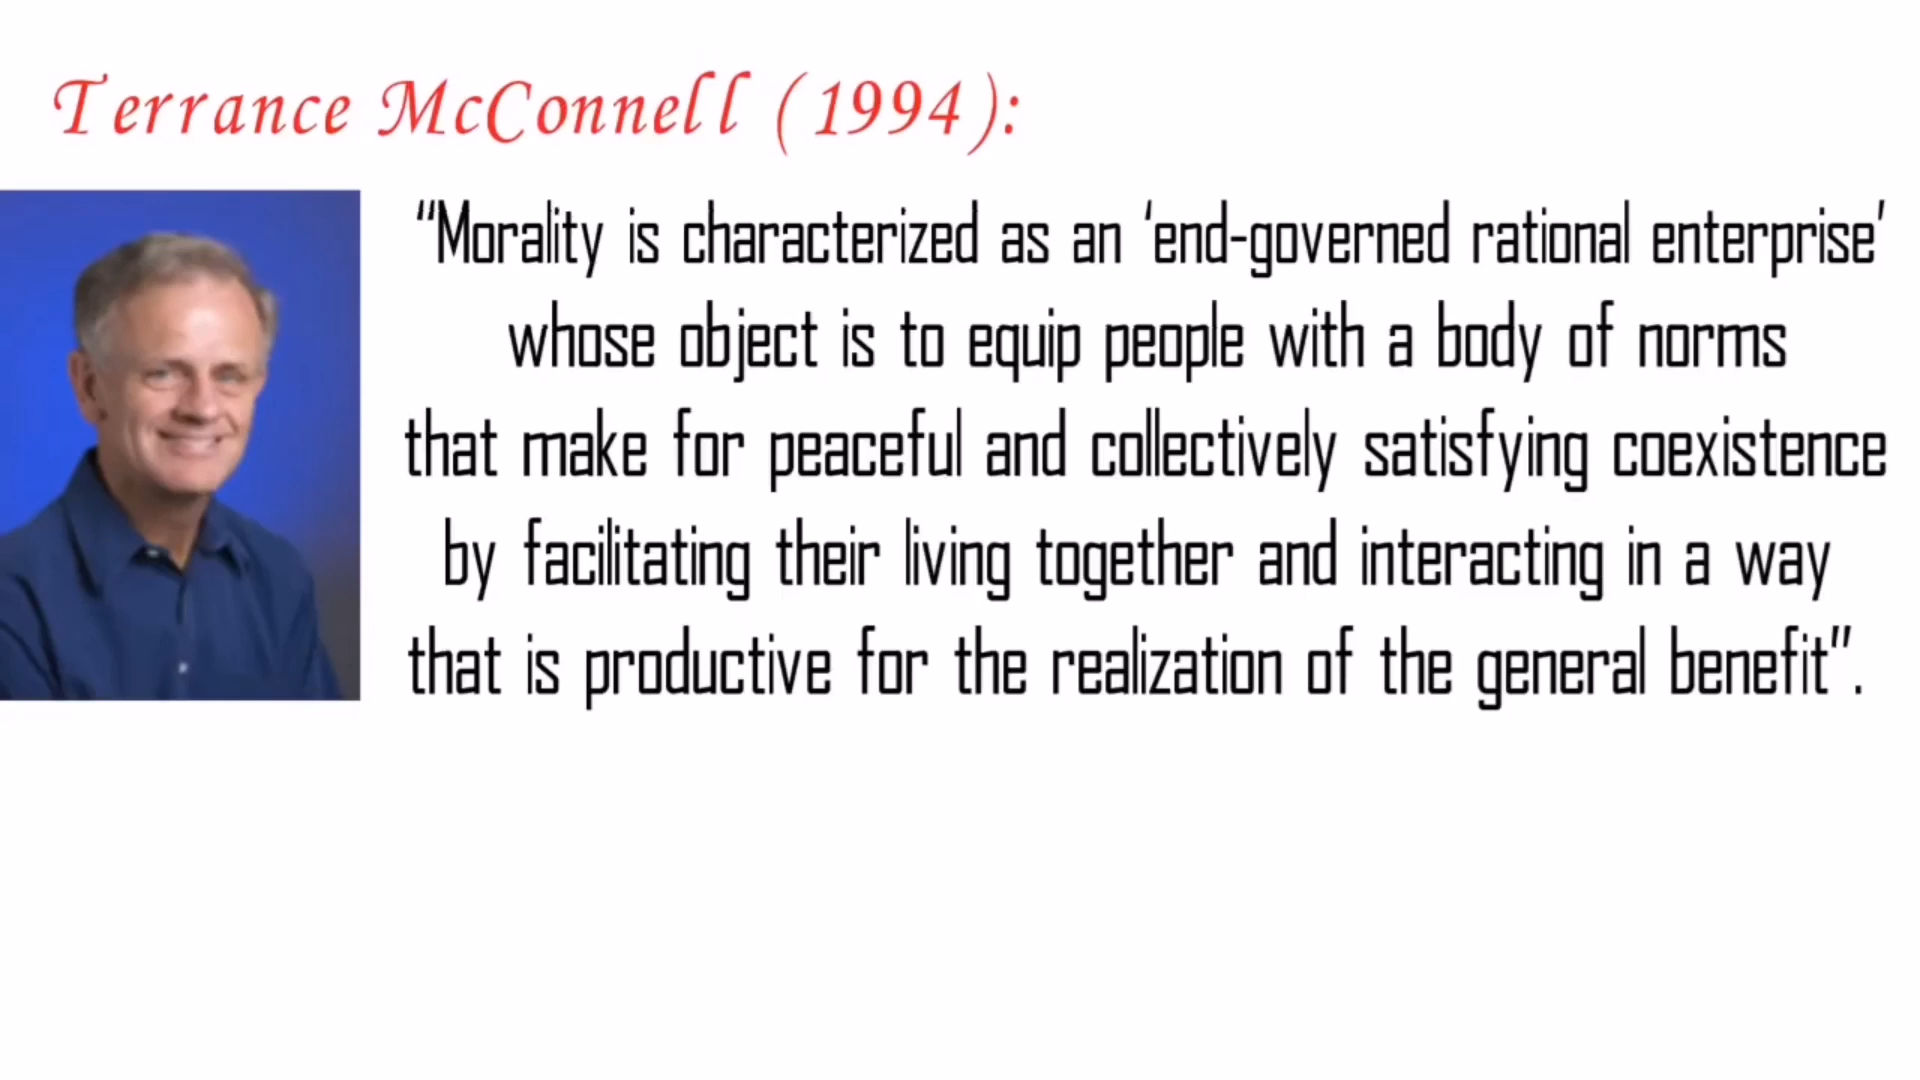 Terrance McConnell (1994):
“Morality is characterized as an ‘end-governed rational enterprise’
whose object is to equip people with a body of norms
that make for peaceful and collectively satisfying coexistence
by facilitating their living together and interacting in a way
that is productive for the realization of the general benefit”.